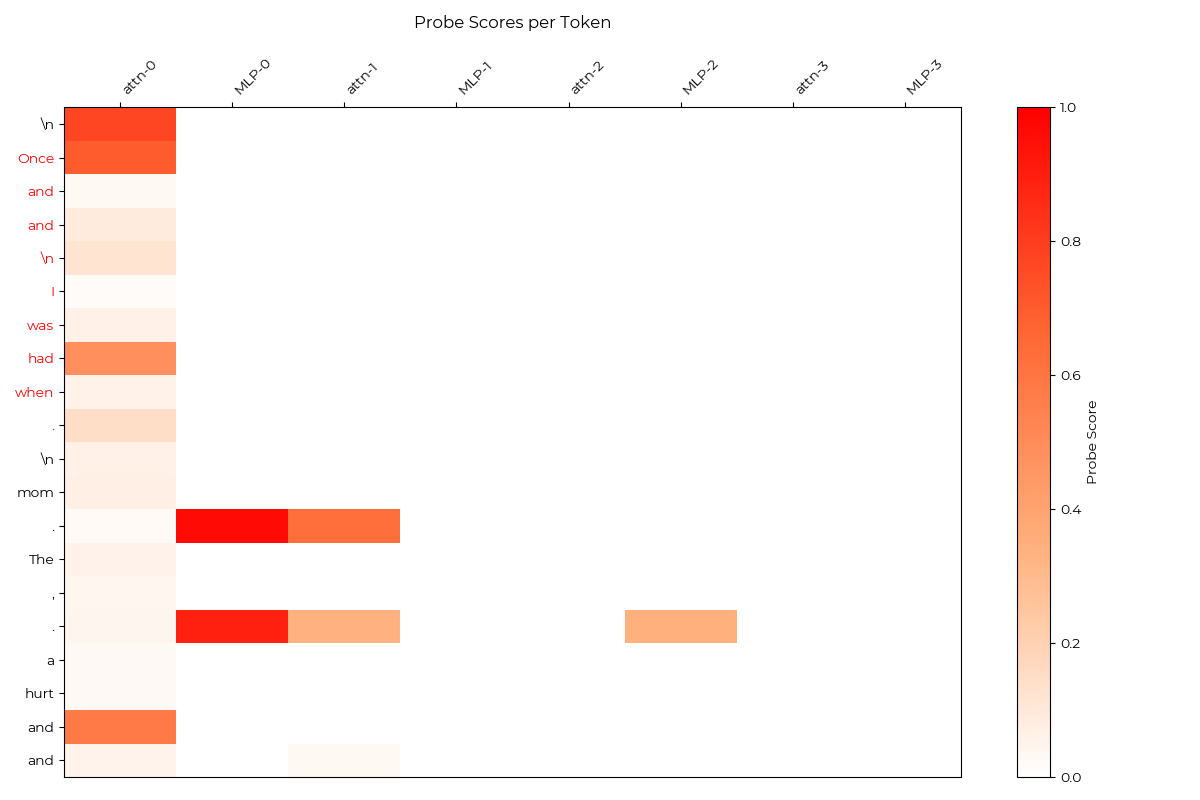 Probe Scores per Token
attn-0 MLP-0 attn-1 MLP-1 attn-2 MLP-2 attn-3 MLP-3
\n
Once
and
and
\n
I
was
had
when
.
\n
mom
.
The
,
.
a
hurt
and
and
1.0
0.8
0.6
0.4
0.2
0.0
Probe Score